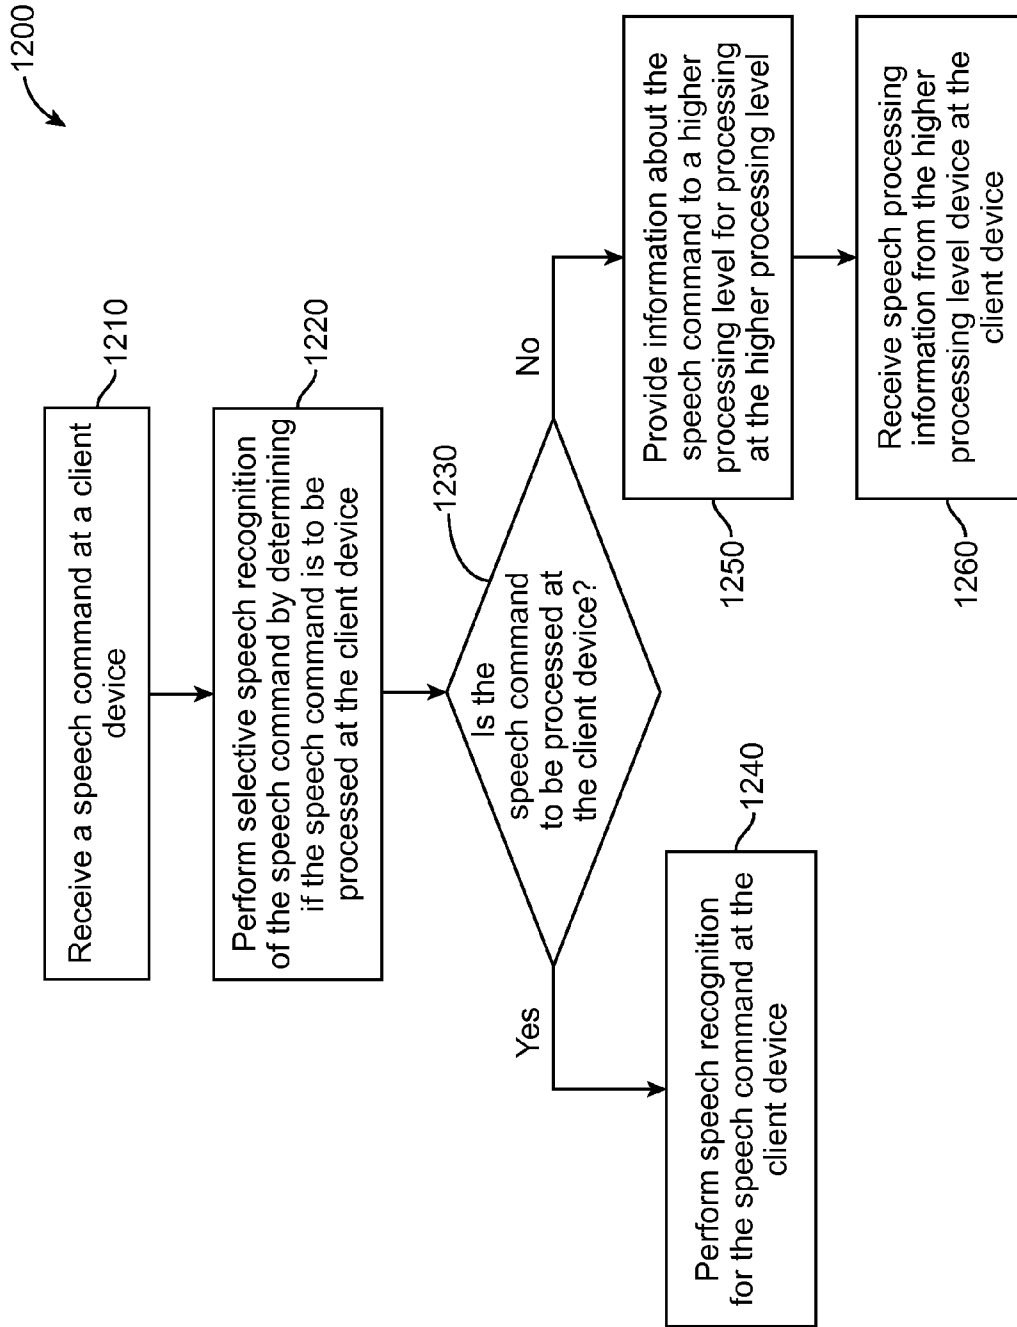 1200
1210
Receive a speech command at a client
device
1220
Perform selective speech recognition
of the speech command by determining
if the speech command is to be
processed at the client device
1230
Is the
speech command
to be processed at
the client device?
Yes
No
1240
Perform speech recognition
for the speech command at the
client device
Provide information about the
speech command to a higher
processing level for processing
at the higher processing level
1250
Receive speech processing
information from the higher
processing level device at the
client device
1260